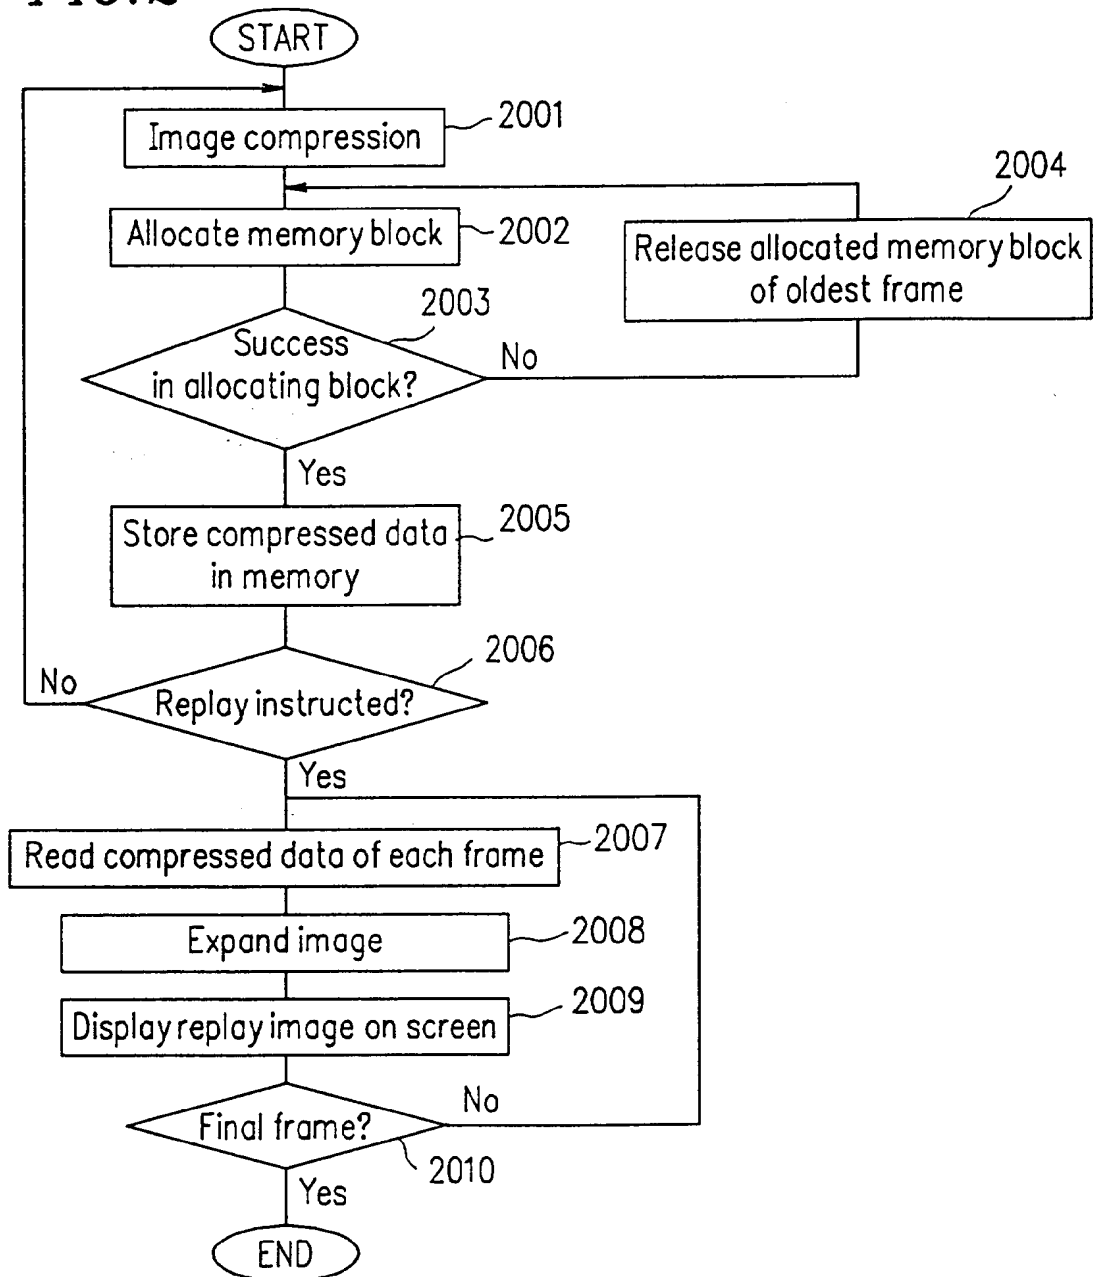 START
Image compression
2001
2004
Allocate memory block
2002
Release allocated memory block
of oldest frame
2003
Success
in allocating block?
No
Yes
Store compressed data
in memory
2005
2006
No
Replay instructed?
Yes
Read compressed data of each frame
2007
Expand image
2008
Display replay image on screen
2009
Final frame?
No
2010
Yes
END